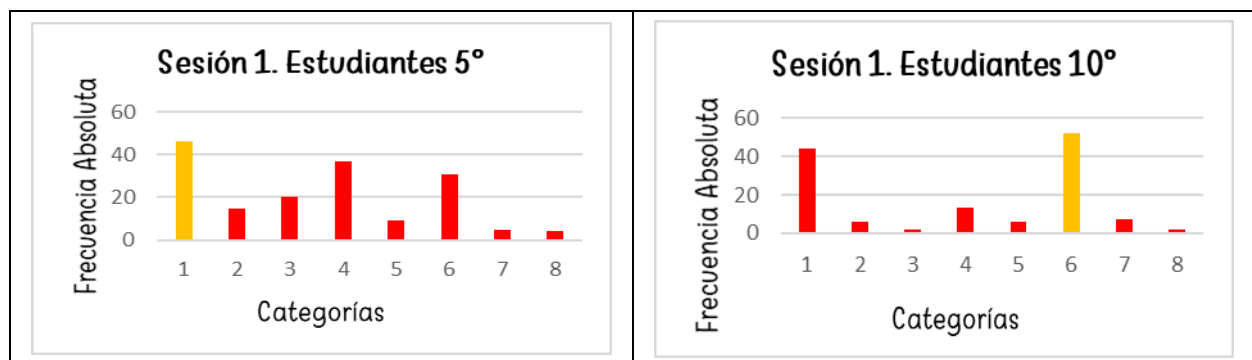 Sesión 1. Estudiantes 5°
Frecuencia Absoluta
60
40
20
0
1 2 3 4 5 6 7 8
Categorías
Sesión 1. Estudiantes 10°
Frecuencia Absoluta
60
40
20
0
1 2 3 4 5 6 7 8
Categorías